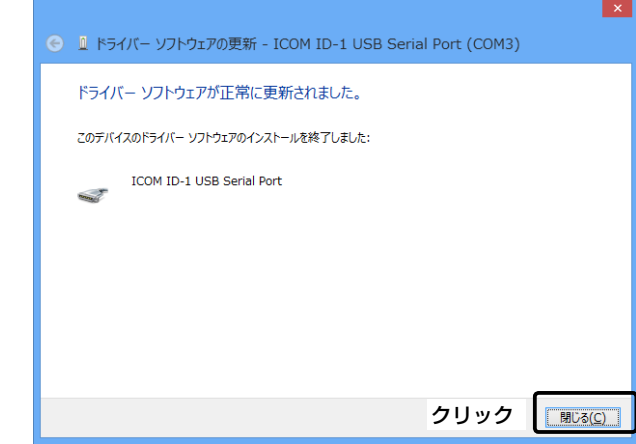 ドライバー ソフトウェアの更新 - ICOM ID-1 USB Serial Port (COM3)
ドライバー ソフトウェアが正常に更新されました。
このデバイスのドライバー ソフトウェアのインストールを終了しました:
ICOM ID-1 USB Serial Port
クリック
閉じる(C)